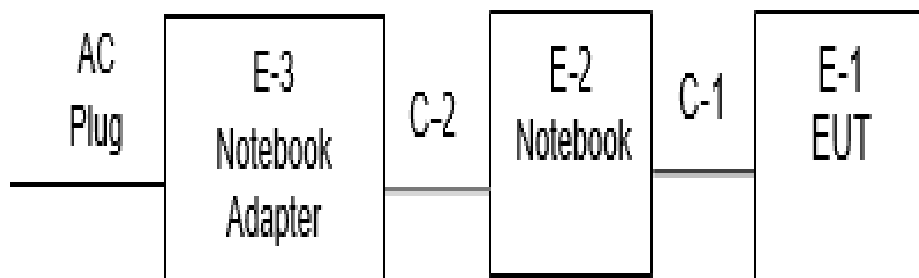 AC
Plug
E-3
Notebook
Adapter
C-2
E-2
Notebook
C-1
E-1
EUT